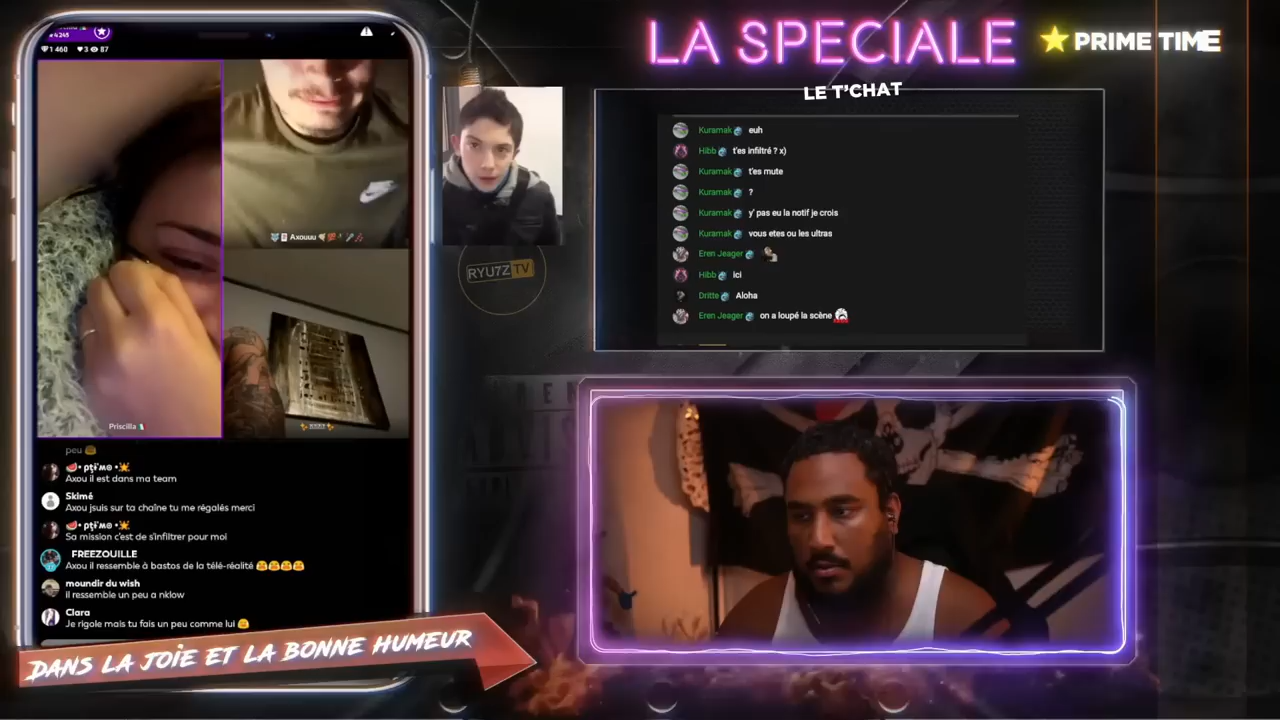 4245
1 460 3 87
Axouuu
Priscilla
peu
Axou il est dans ma team
Skimé
Axou jsuis sur ta chaîne tu me régalés merci
Sa mission c'est de s'infiltrer pour moi
FREEZOUILLE
Axou il ressemble à bastos de la télé-réalité
moundir du wish
il ressemble un peu a nklow
Clara
Je rigole mais tu fais un peu comme lui
DANS LA JOIE ET LA BONNE HUMEUR
RYU7Z TV
LA SPECIALE
PRIME TIME
LE T'CHAT
Kuramak euh
Hibb t'es infiltré ? x)
Kuramak t'es mute
Kuramak ?
Kuramak y' pas eu la notif je crois
Kuramak vous etes ou les ultras
Eren Jeager
Hibb ici
Dritte Aloha
Eren Jeager on a loupé la scène